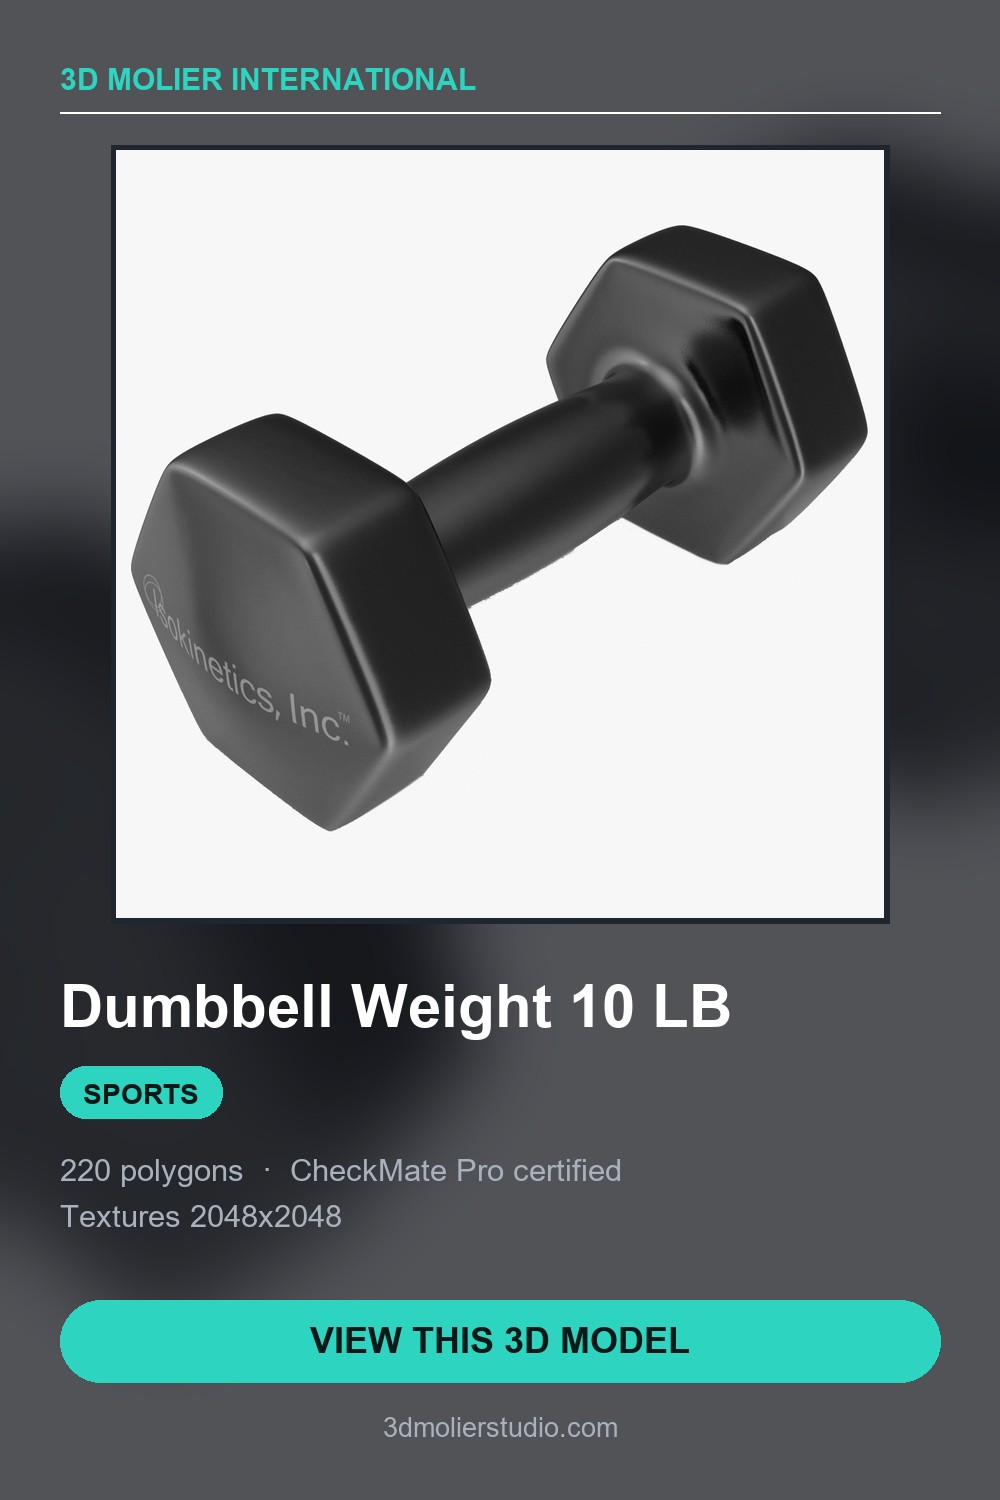 3D MOLIER INTERNATIONAL
Isokinetics, Inc.™
Dumbbell Weight 10 LB
SPORTS
220 polygons · CheckMate Pro certified
Textures 2048x2048
VIEW THIS 3D MODEL
3dmolierstudio.com